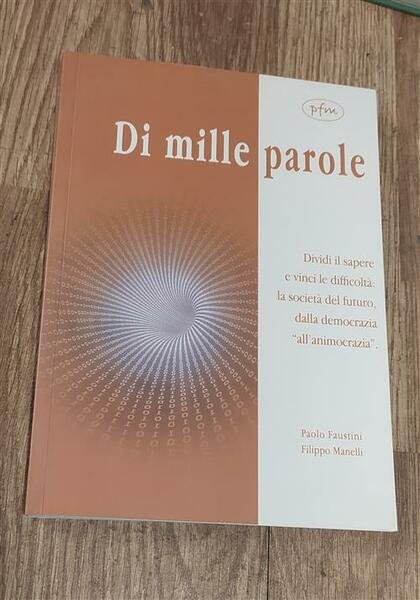 pfm
Di mille parole
Dividi il sapere
e vinci le difficoltà:
la società del futuro,
dalla democrazia
"all'animocrazia".
Paolo Faustini
Filippo Manelli